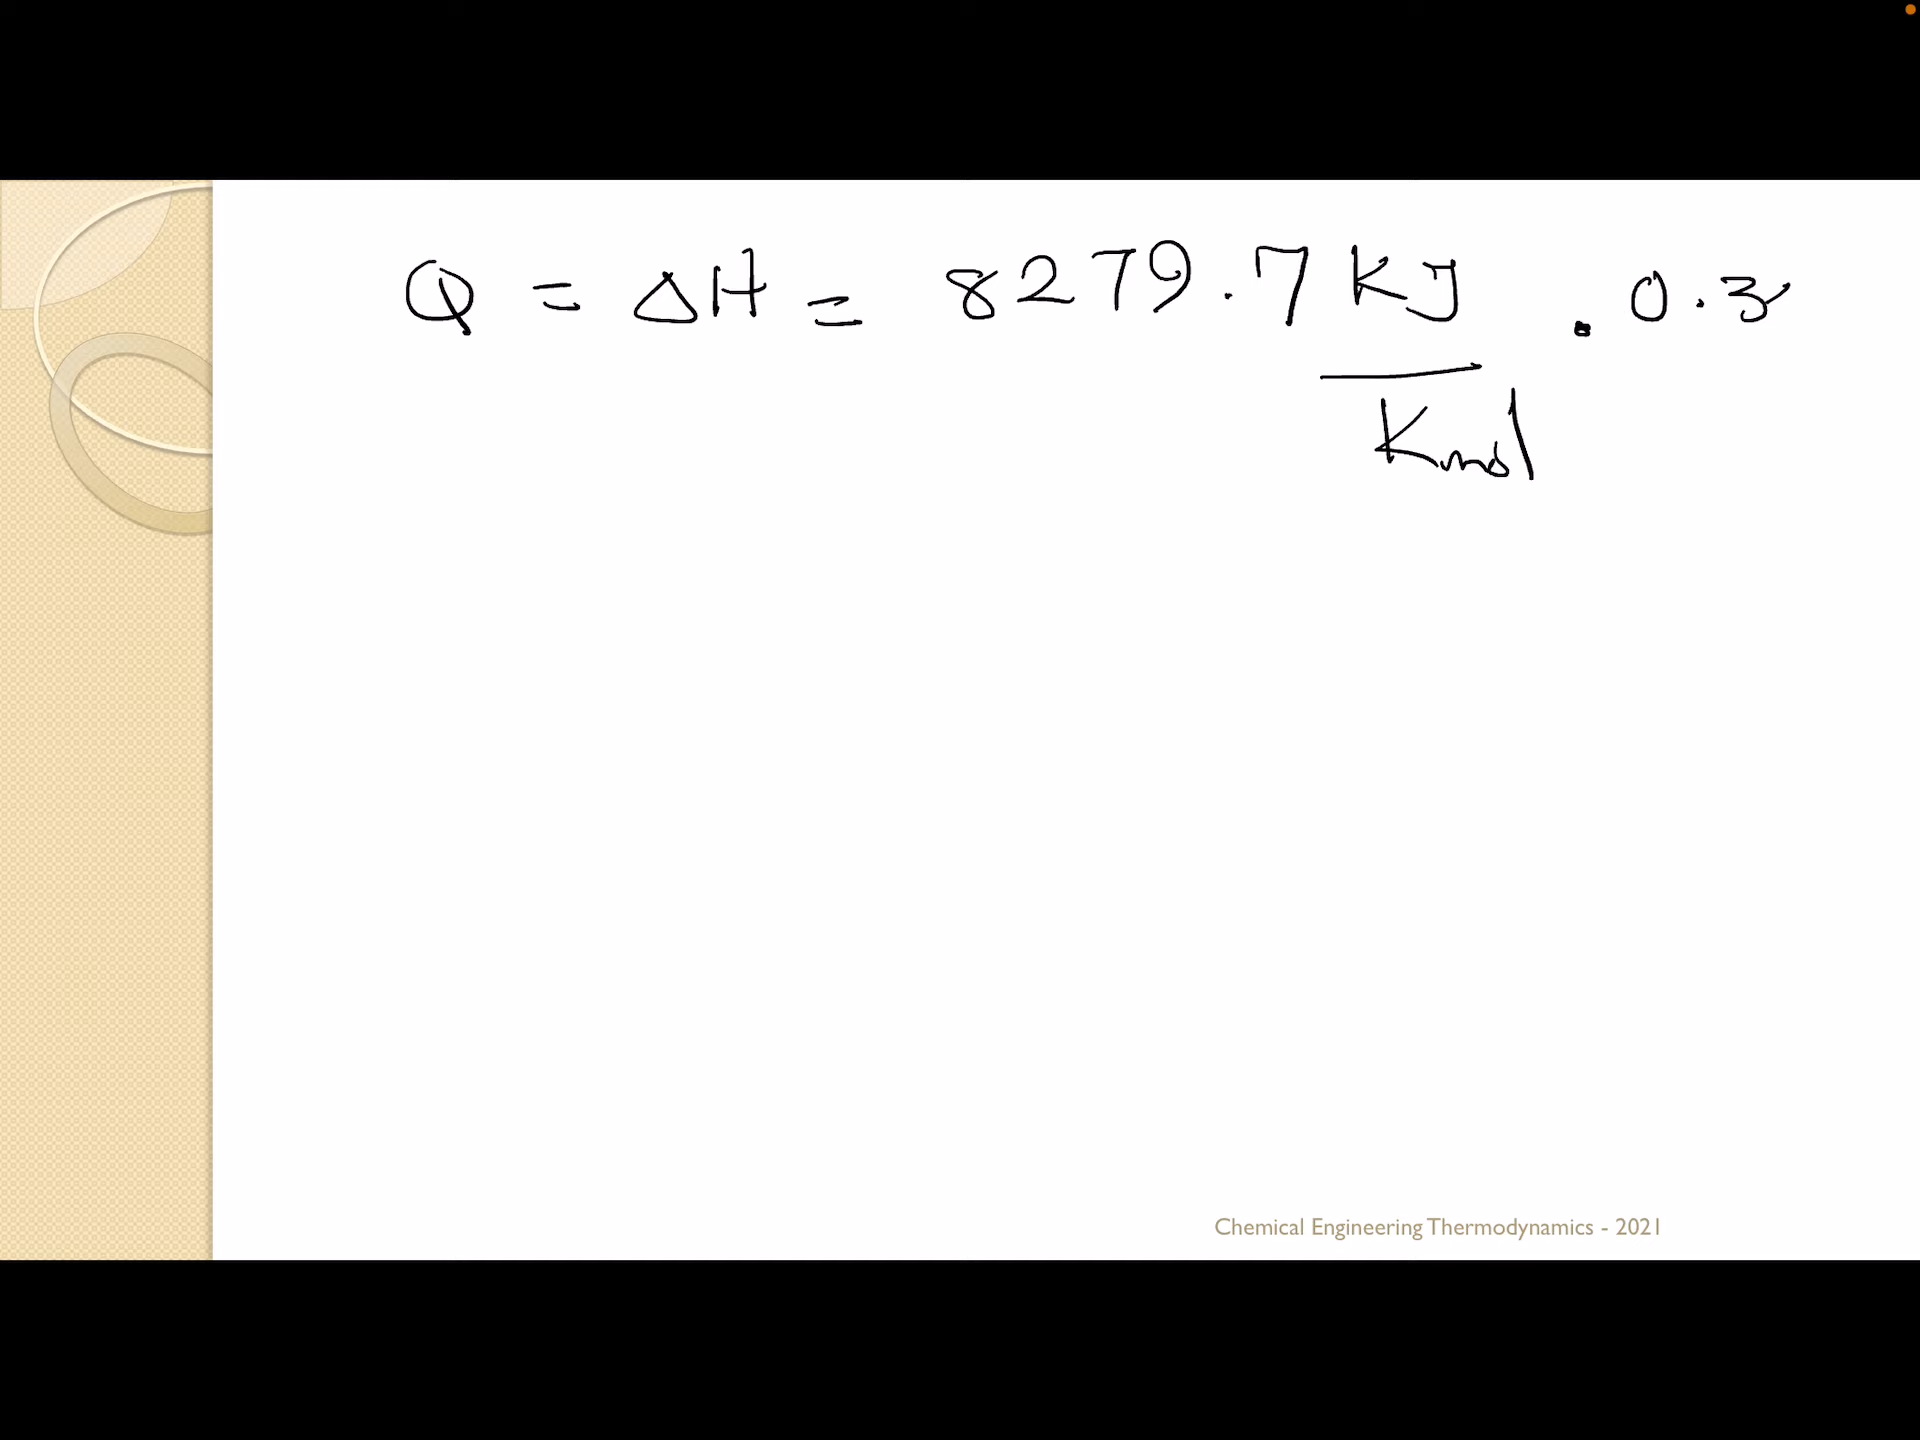 Q = ΔH = 8279.7 KJ . 0.3
Kmol
Chemical Engineering Thermodynamics - 2021